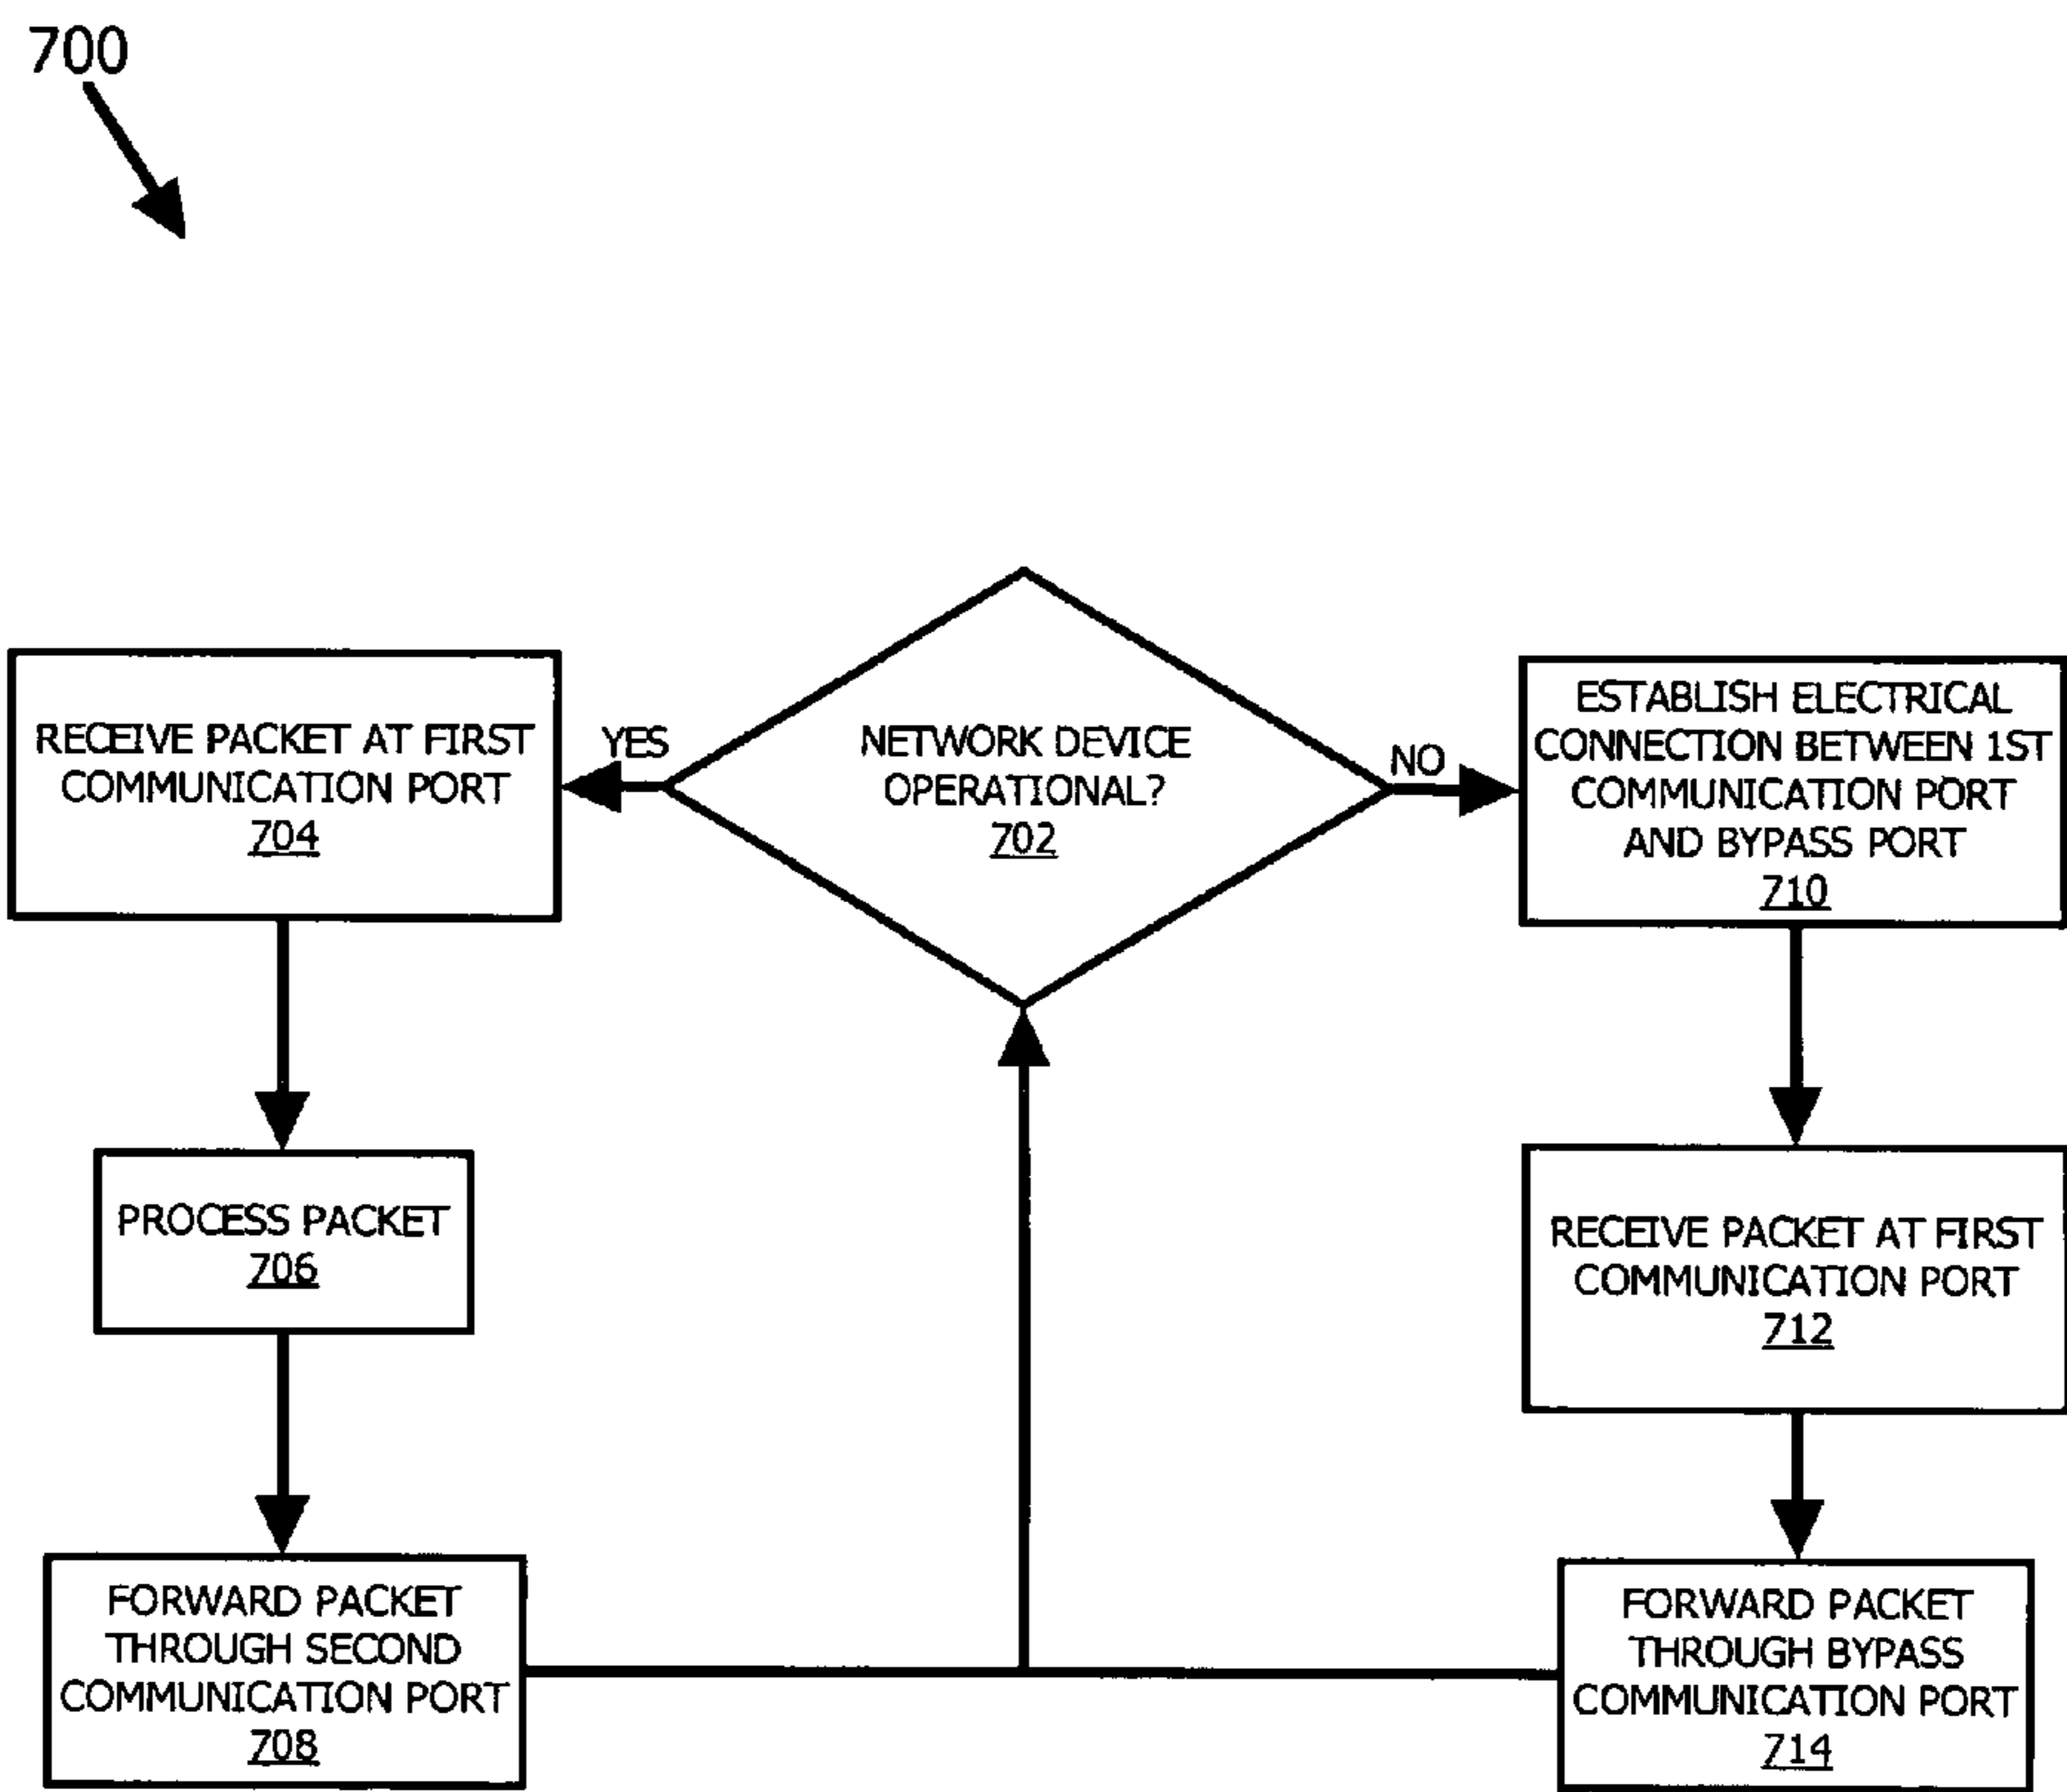 700
NETWORK DEVICE
OPERATIONAL?
702
YES
RECEIVE PACKET AT FIRST
COMMUNICATION PORT
704
PROCESS PACKET
706
FORWARD PACKET
THROUGH SECOND
COMMUNICATION PORT
708
NO
ESTABLISH ELECTRICAL
CONNECTION BETWEEN 1ST
COMMUNICATION PORT
AND BYPASS PORT
710
RECEIVE PACKET AT FIRST
COMMUNICATION PORT
712
FORWARD PACKET
THROUGH BYPASS
COMMUNICATION PORT
714